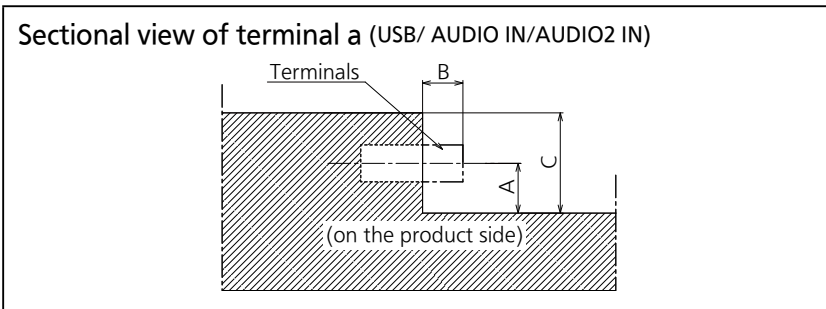 Sectional view of terminal a (USB/ AUDIO IN/AUDIO2 IN)
Terminals
B
C
A
(on the product side)